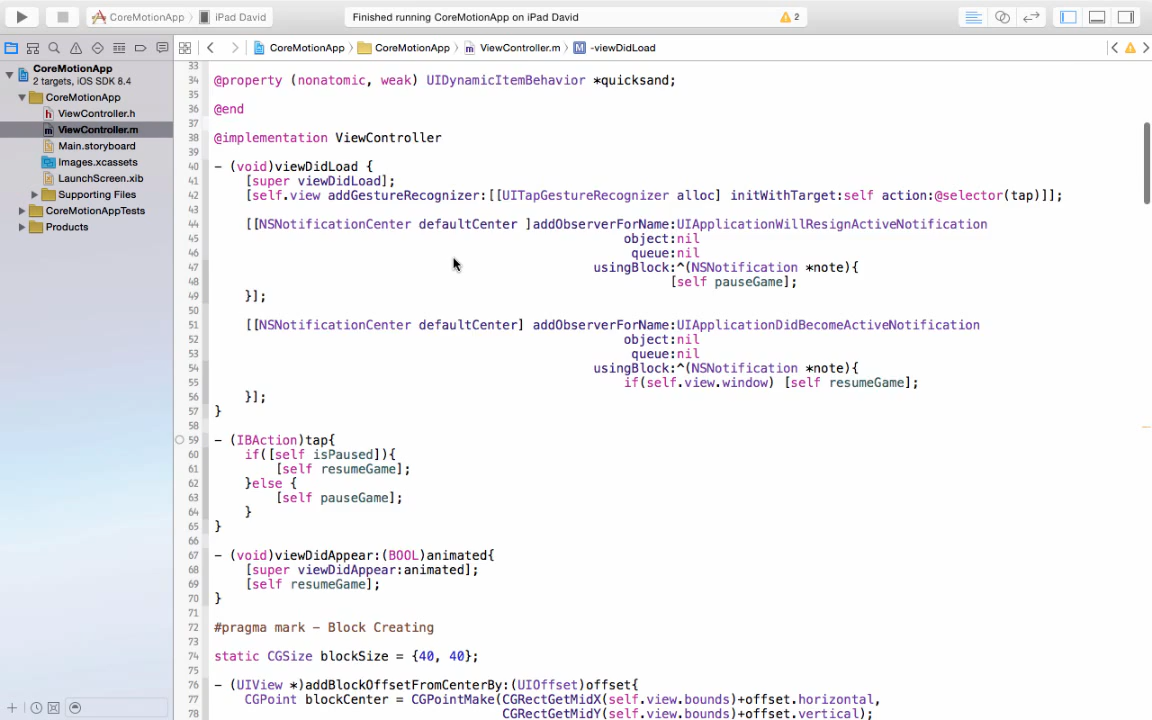 CoreMotionApp iPad David Finished running CoreMotionApp on iPad David 2
CoreMotionApp CoreMotionApp ViewController.m M -viewDidLoad
CoreMotionApp
2 targets, iOS SDK 8.4
CoreMotionApp
h ViewController.h
m ViewController.m
Main.storyboard
Images.xcassets
LaunchScreen.xib
Supporting Files
CoreMotionAppTests
Products
33
34 @property (nonatomic, weak) UIDynamicItemBehavior *quicksand;
35
36 @end
37
38 @implementation ViewController
39
40 - (void)viewDidLoad {
41 [super viewDidLoad];
42 [self.view addGestureRecognizer:[[UITapGestureRecognizer alloc] initWithTarget:self action:@selector(tap)]];
43
44 [[NSNotificationCenter defaultCenter ]addObserverForName:UIApplicationWillResignActiveNotification
45 object:nil
46 queue:nil
47 usingBlock:^(NSNotification *note){
48 [self pauseGame];
49 }];
50
51 [[NSNotificationCenter defaultCenter] addObserverForName:UIApplicationDidBecomeActiveNotification
52 object:nil
53 queue:nil
54 usingBlock:^(NSNotification *note){
55 if(self.view.window) [self resumeGame];
56 }];
57 }
58
59 - (IBAction)tap{
60 if([self isPaused]){
61 [self resumeGame];
62 }else {
63 [self pauseGame];
64 }
65 }
66
67 - (void)viewDidAppear:(BOOL)animated{
68 [super viewDidAppear:animated];
69 [self resumeGame];
70 }
71
72 #pragma mark - Block Creating
73
74 static CGSize blockSize = {40, 40};
75
76 - (UIView *)addBlockOffsetFromCenterBy:(UIOffset)offset{
77 CGPoint blockCenter = CGPointMake(CGRectGetMidX(self.view.bounds)+offset.horizontal,
78 CGRectGetMidY(self.view.bounds)+offset.vertical);